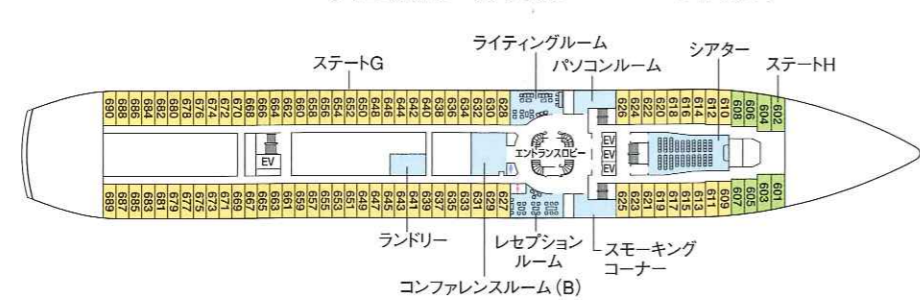 ライティングルーム
パソコンルーム
シアター
ステートG
ステートH
690 688 686 684 682 680 678 676 674 672 670 668 666 664 662 660 658 656 654 652 650 648 646 644 642 640 638 636 634 632 630 628
626 624 622 620 618 616 614 612 610 608 606 604 602
エントランスロビー
EV
EV
EV
EV
689 687 685 683 681 679 677 675 673 671 669 667 665 663 661 659 657 655 653 651 649 647 645 643 641 639 637 635 633 631 629 627
625 623 621 619 617 613 611 609 607 605 603 601
ランドリー
レセプション
ルーム
スモーキング
コーナー
コンファレンスルーム(B)